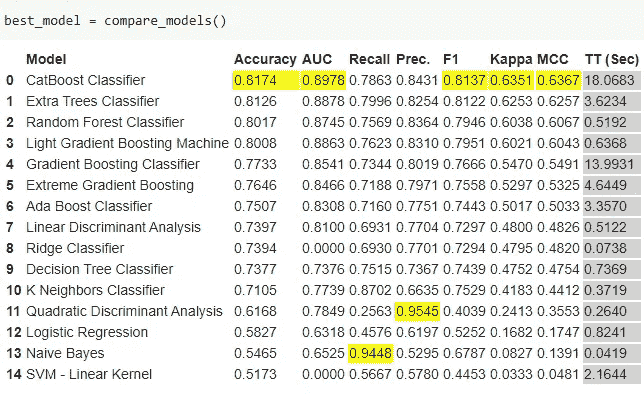 best_model = compare_models()
Model Accuracy AUC Recall Prec. F1 Kappa MCC TT (Sec)
0 CatBoost Classifier 0.8174 0.8978 0.7863 0.8431 0.8137 0.6351 0.6367 18.0683
1 Extra Trees Classifier 0.8126 0.8878 0.7996 0.8254 0.8122 0.6253 0.6257 3.6234
2 Random Forest Classifier 0.8017 0.8745 0.7569 0.8364 0.7946 0.6038 0.6067 0.5192
3 Light Gradient Boosting Machine 0.8008 0.8863 0.7623 0.8310 0.7951 0.6021 0.6043 0.6368
4 Gradient Boosting Classifier 0.7733 0.8541 0.7344 0.8019 0.7666 0.5470 0.5491 13.9931
5 Extreme Gradient Boosting 0.7646 0.8466 0.7188 0.7971 0.7558 0.5297 0.5325 4.6449
6 Ada Boost Classifier 0.7507 0.8308 0.7160 0.7751 0.7443 0.5017 0.5033 3.3570
7 Linear Discriminant Analysis 0.7397 0.8100 0.6931 0.7704 0.7297 0.4800 0.4826 0.5122
8 Ridge Classifier 0.7394 0.0000 0.6930 0.7701 0.7294 0.4795 0.4820 0.0738
9 Decision Tree Classifier 0.7377 0.7376 0.7515 0.7367 0.7439 0.4752 0.4754 0.7369
10 K Neighbors Classifier 0.7105 0.7739 0.8702 0.6635 0.7529 0.4183 0.4412 0.3719
11 Quadratic Discriminant Analysis 0.6168 0.7849 0.2563 0.9545 0.4039 0.2413 0.3553 0.2640
12 Logistic Regression 0.5827 0.6318 0.4576 0.6197 0.5252 0.1682 0.1747 0.8241
13 Naive Bayes 0.5465 0.6525 0.9448 0.5295 0.6787 0.0827 0.1391 0.0419
14 SVM - Linear Kernel 0.5173 0.0000 0.5667 0.5780 0.4453 0.0333 0.0481 2.1644